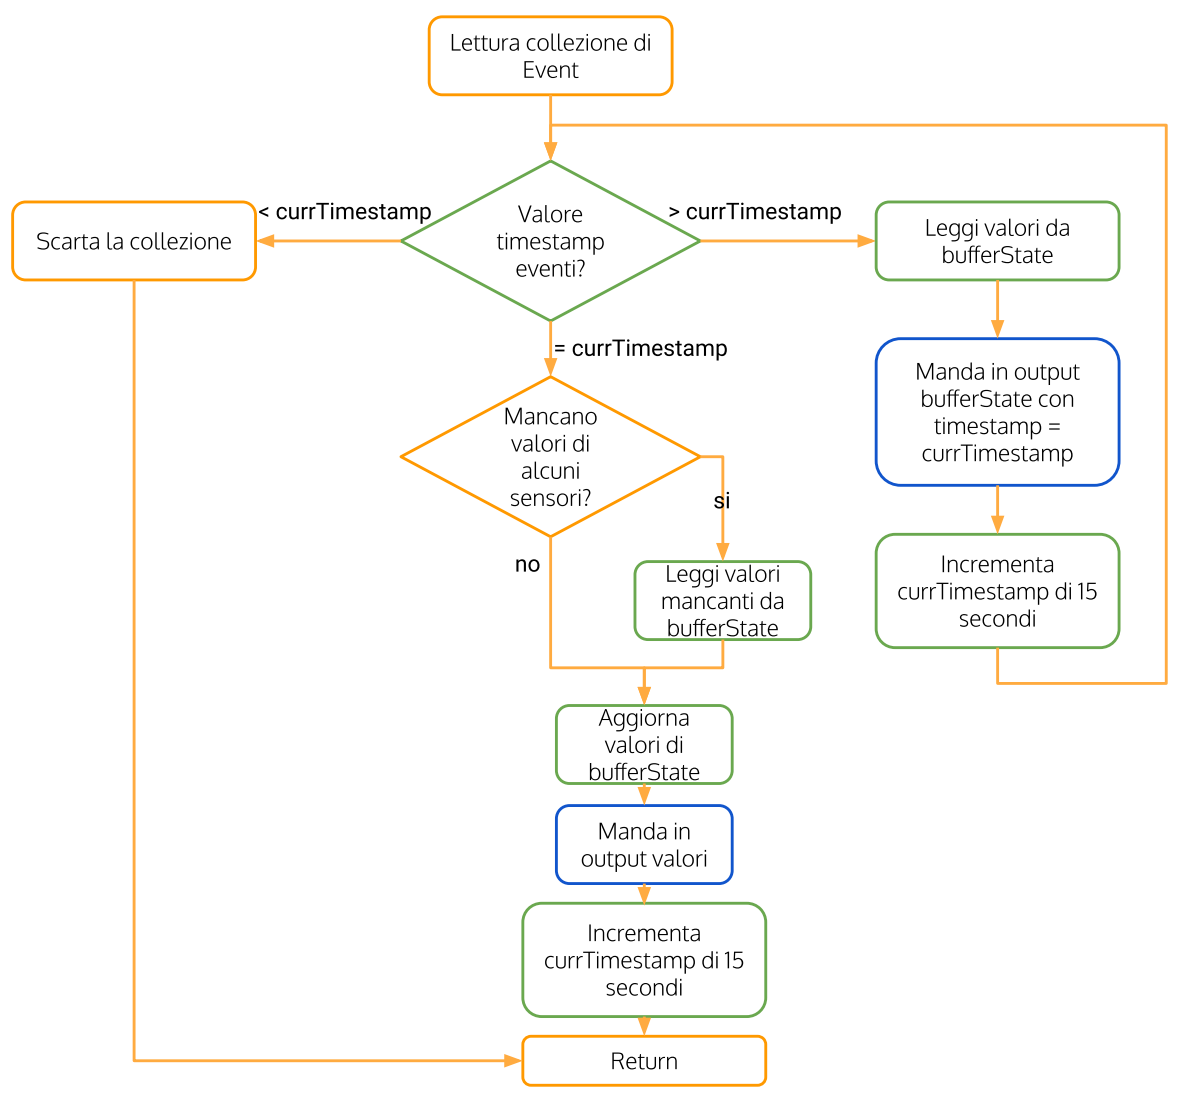 Lettura collezione di
Event
< currTimestamp
> currTimestamp
Scarta la collezione
Valore
timestamp
eventi?
Leggi valori da
bufferState
= currTimestamp
Manda in output
bufferState con
timestamp =
currTimestamp
Mancano
valori di
alcuni
sensori?
si
no
Leggi valori
mancanti da
bufferState
Incrementa
currTimestamp di 15
secondi
Aggiorna
valori di
bufferState
Manda in
output valori
Incrementa
currTimestamp di 15
secondi
Return